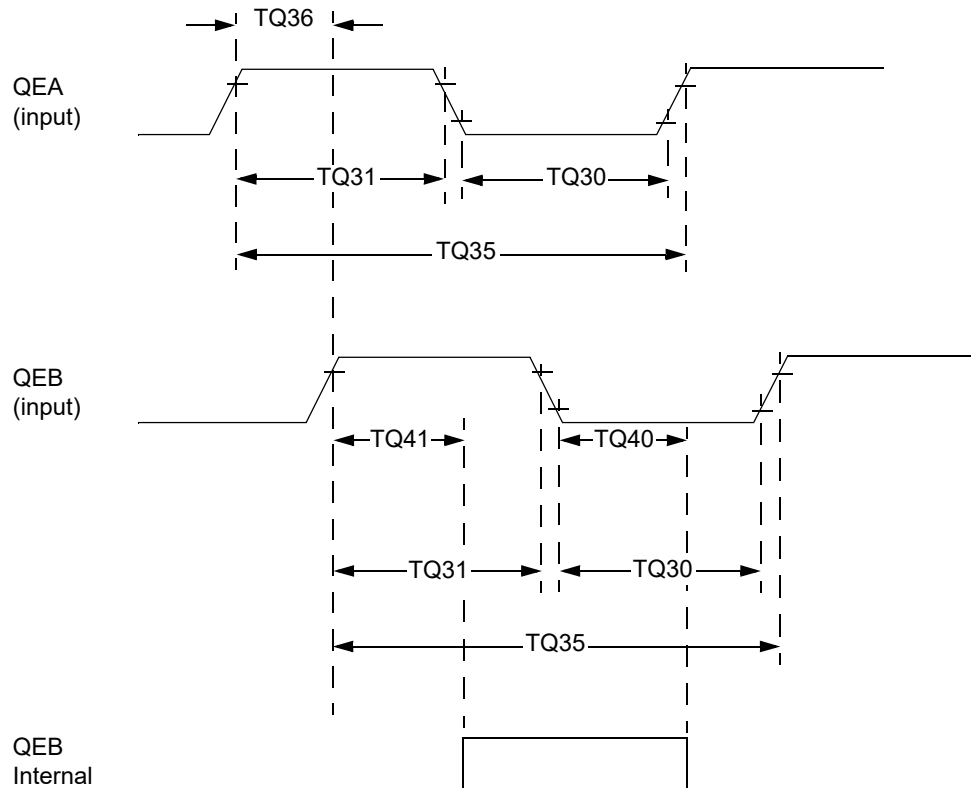 TQ36
QEA
(input)
TQ31
TQ30
TQ35
QEB
(input)
TQ41
TQ40
TQ31
TQ30
TQ35
QEB
Internal